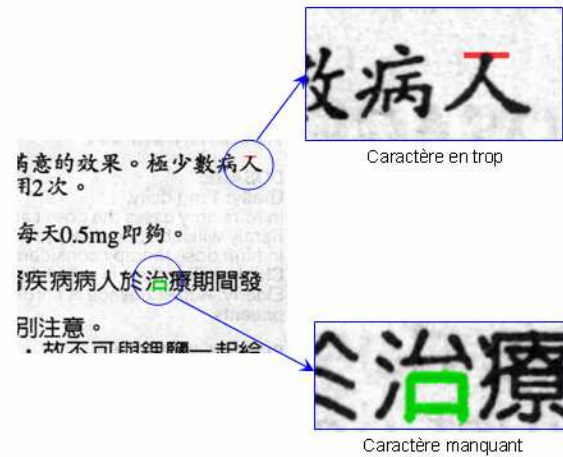 病人
Caractère en trop
意的效果。極少數病人
用2次。
每天0.5mg即夠。
疾病病人於治療期間發
別注意。
故不可與鋰鹽一起給
治療
Caractère manquant